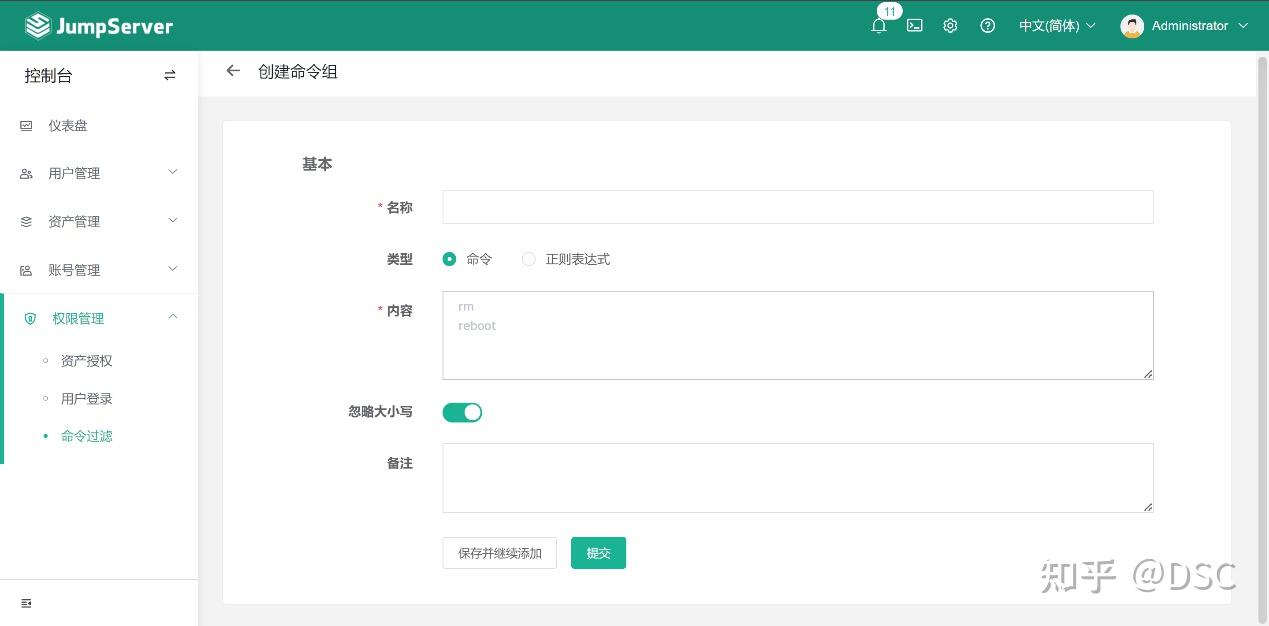 JumpServer
11
中文(简体)
Administrator
控制台
创建命令组
仪表盘
用户管理
资产管理
账号管理
权限管理
资产授权
用户登录
命令过滤
基本
* 名称
类型
命令
正则表达式
* 内容
rm
reboot
忽略大小写
备注
保存并继续添加
提交
知乎 @DSC